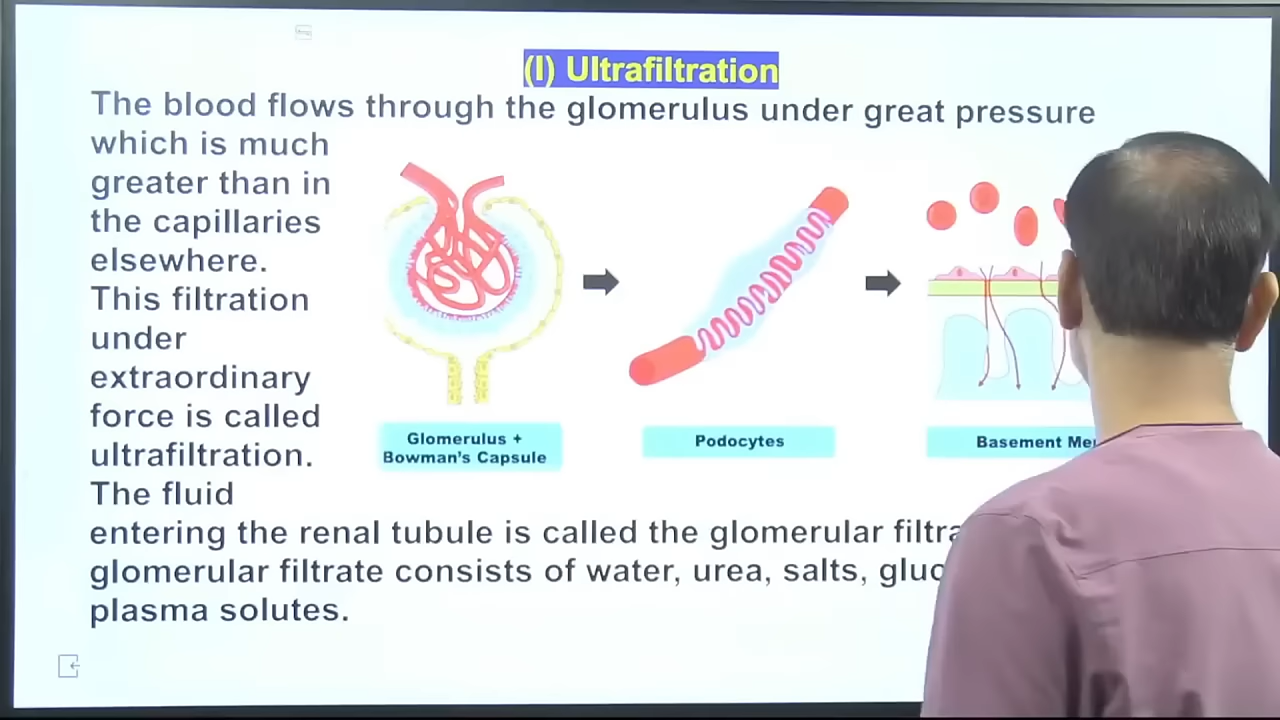 (I) Ultrafiltration
The blood flows through the glomerulus under great pressure
which is much
greater than in
the capillaries
elsewhere.
This filtration
under
extraordinary
force is called
ultrafiltration.
The fluid
entering the renal tubule is called the glomerular
glomerular filtrate consists of water, urea, salts,
plasma solutes.
Glomerulus +
Bowman's Capsule
Podocytes
Basement